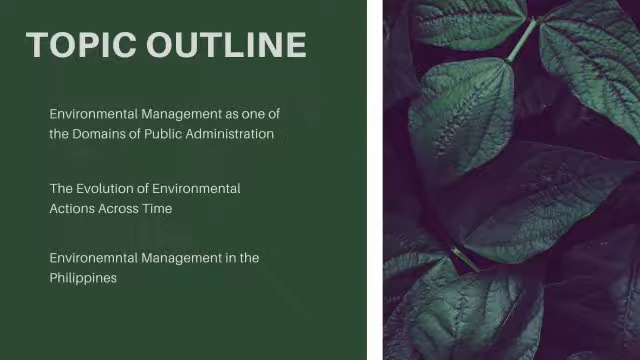 TOPIC OUTLINE
Environmental Management as one of
the Domains of Public Administration
The Evolution of Environmental
Actions Across Time
Environemntal Management in the
Philippines